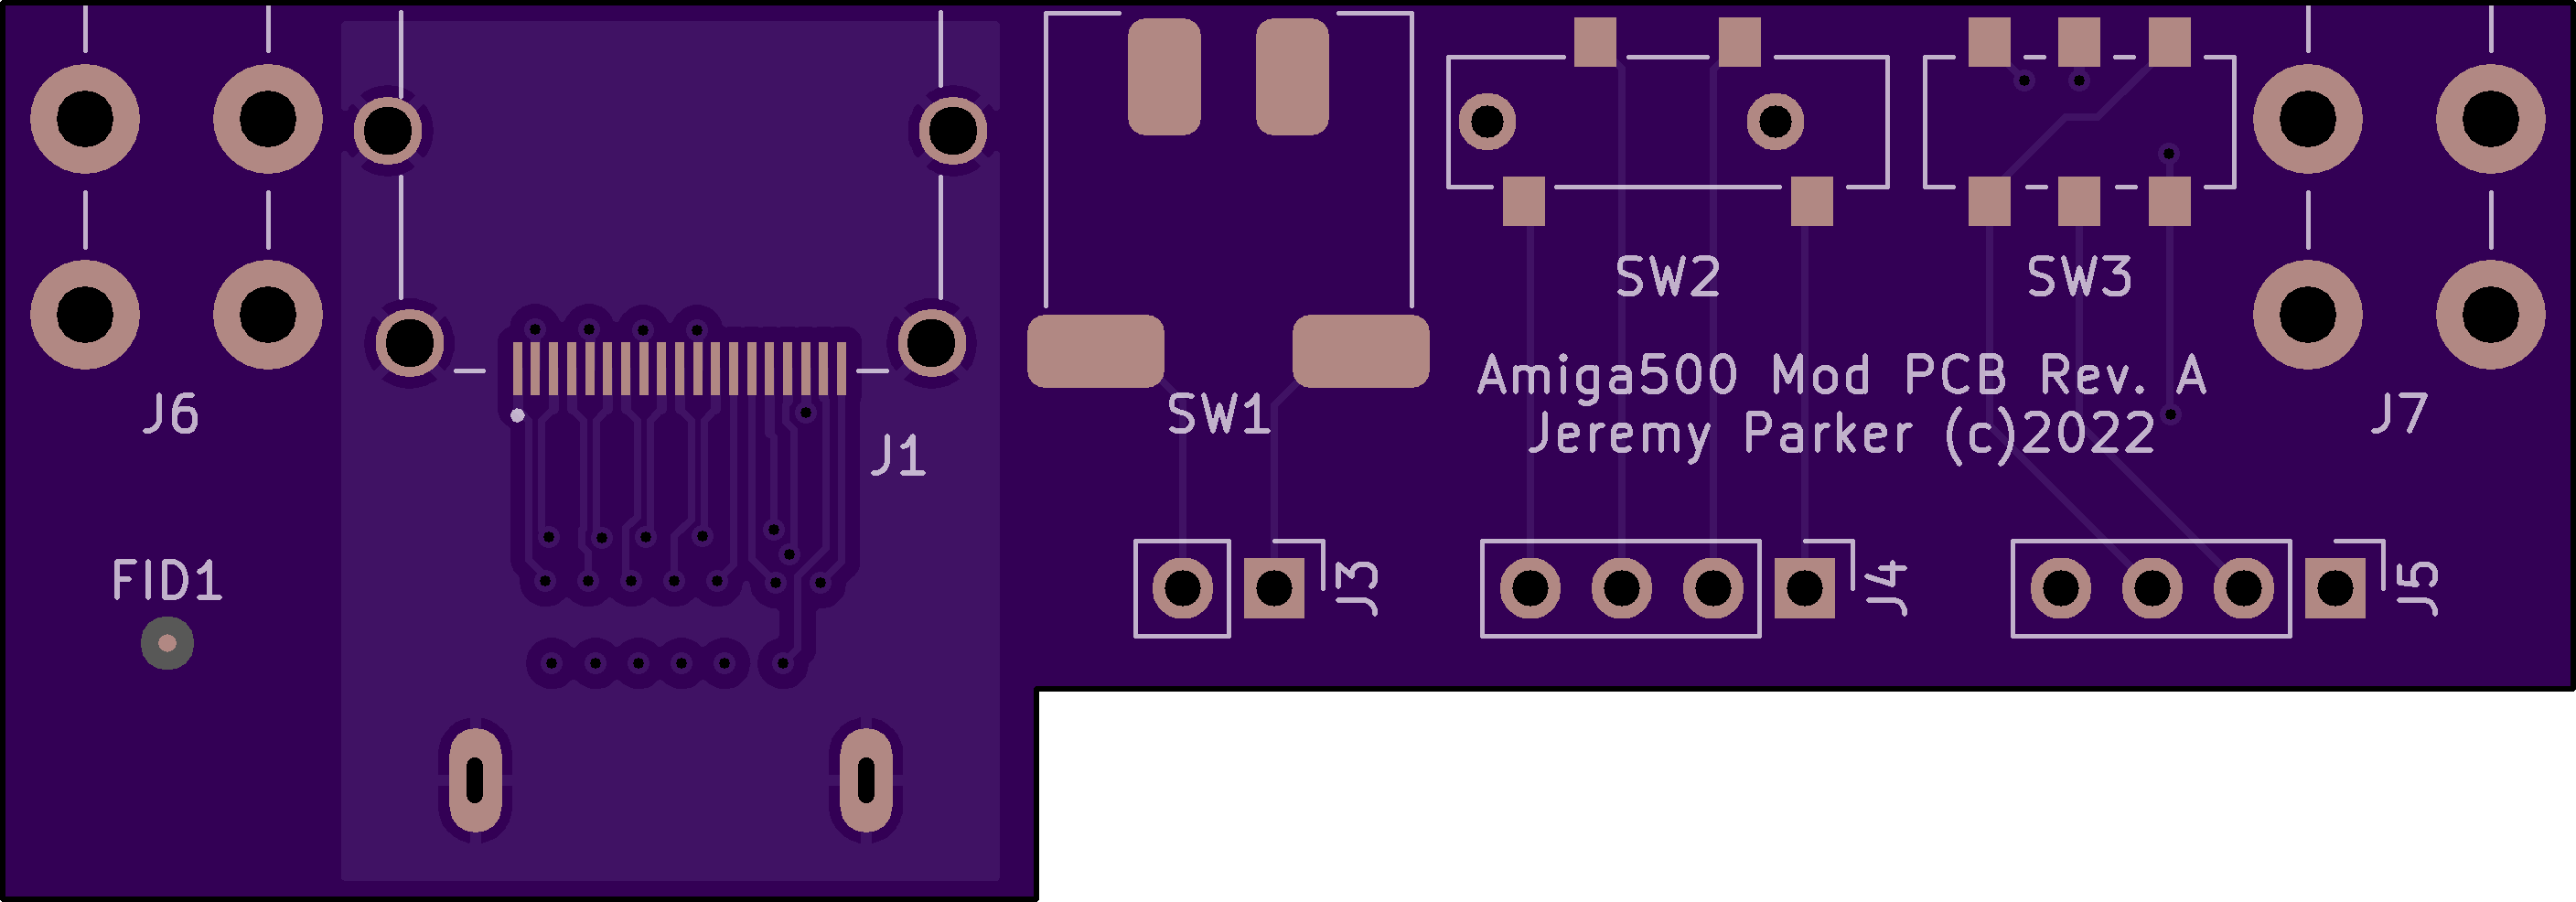 SW2
SW3
Amiga500 Mod PCB Rev. A
Jeremy Parker (c)2022
J6
J1
SW1
J7
FID1
J3
J4
J5